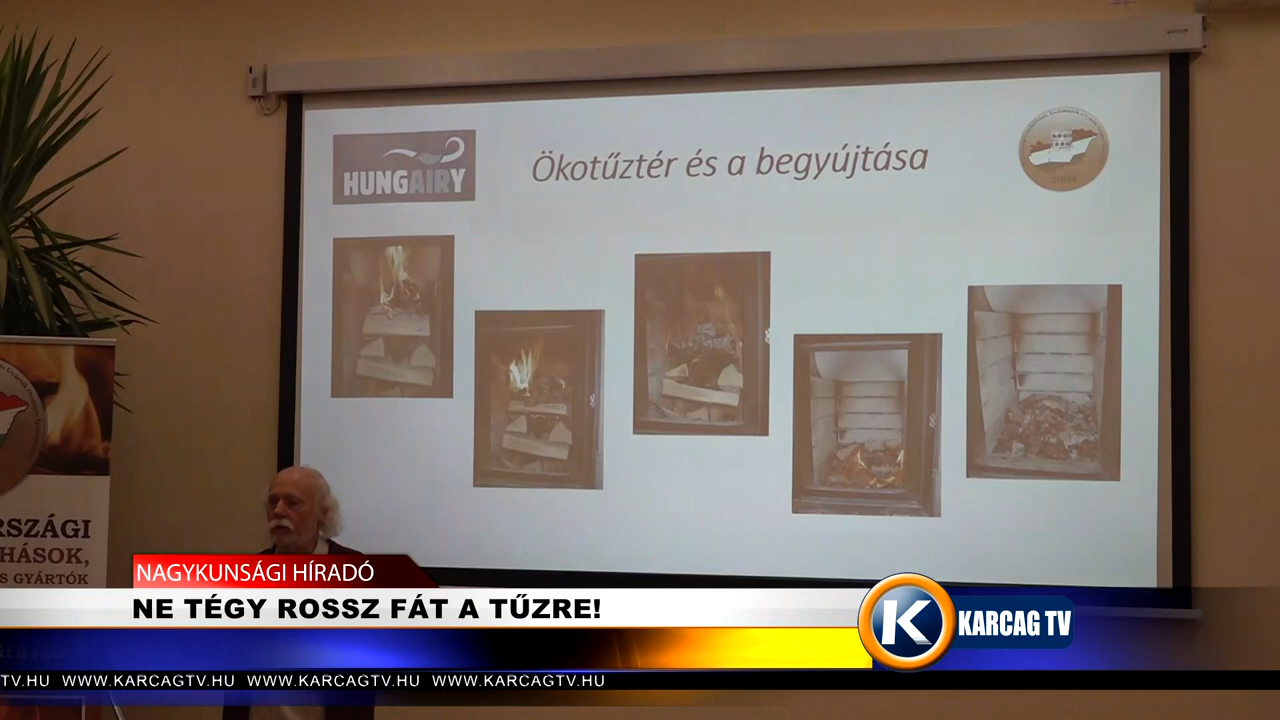 HUNGAIRY
Ökotűztér és a begyújtása
RSZÁGI
HÁSOK,
S GYÁRTÓK
NAGYKUNSÁGI HÍRADÓ
NE TÉGY ROSSZ FÁT A TŰZRE!
K KARCAG TV
TV.HU WWW.KARCAGTV.HU WWW.KARCAGTV.HU WWW.KARCAGTV.HU